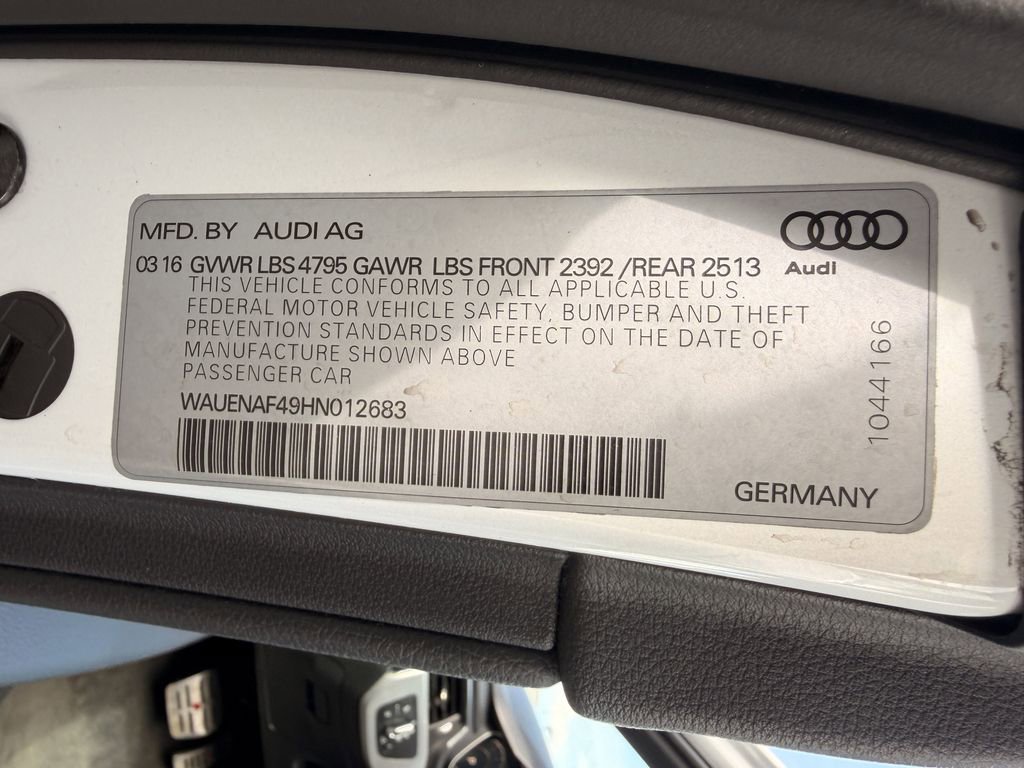 MFD. BY AUDI AG
Audi
03 16 GVWR LBS 4795 GAWR LBS FRONT 2392 /REAR 2513
THIS VEHICLE CONFORMS TO ALL APPLICABLE U.S.
FEDERAL MOTOR VEHICLE SAFETY, BUMPER AND THEFT
PREVENTION STANDARDS IN EFFECT ON THE DATE OF
MANUFACTURE SHOWN ABOVE
PASSENGER CAR
WAUENAF49HN012683
1044166
GERMANY